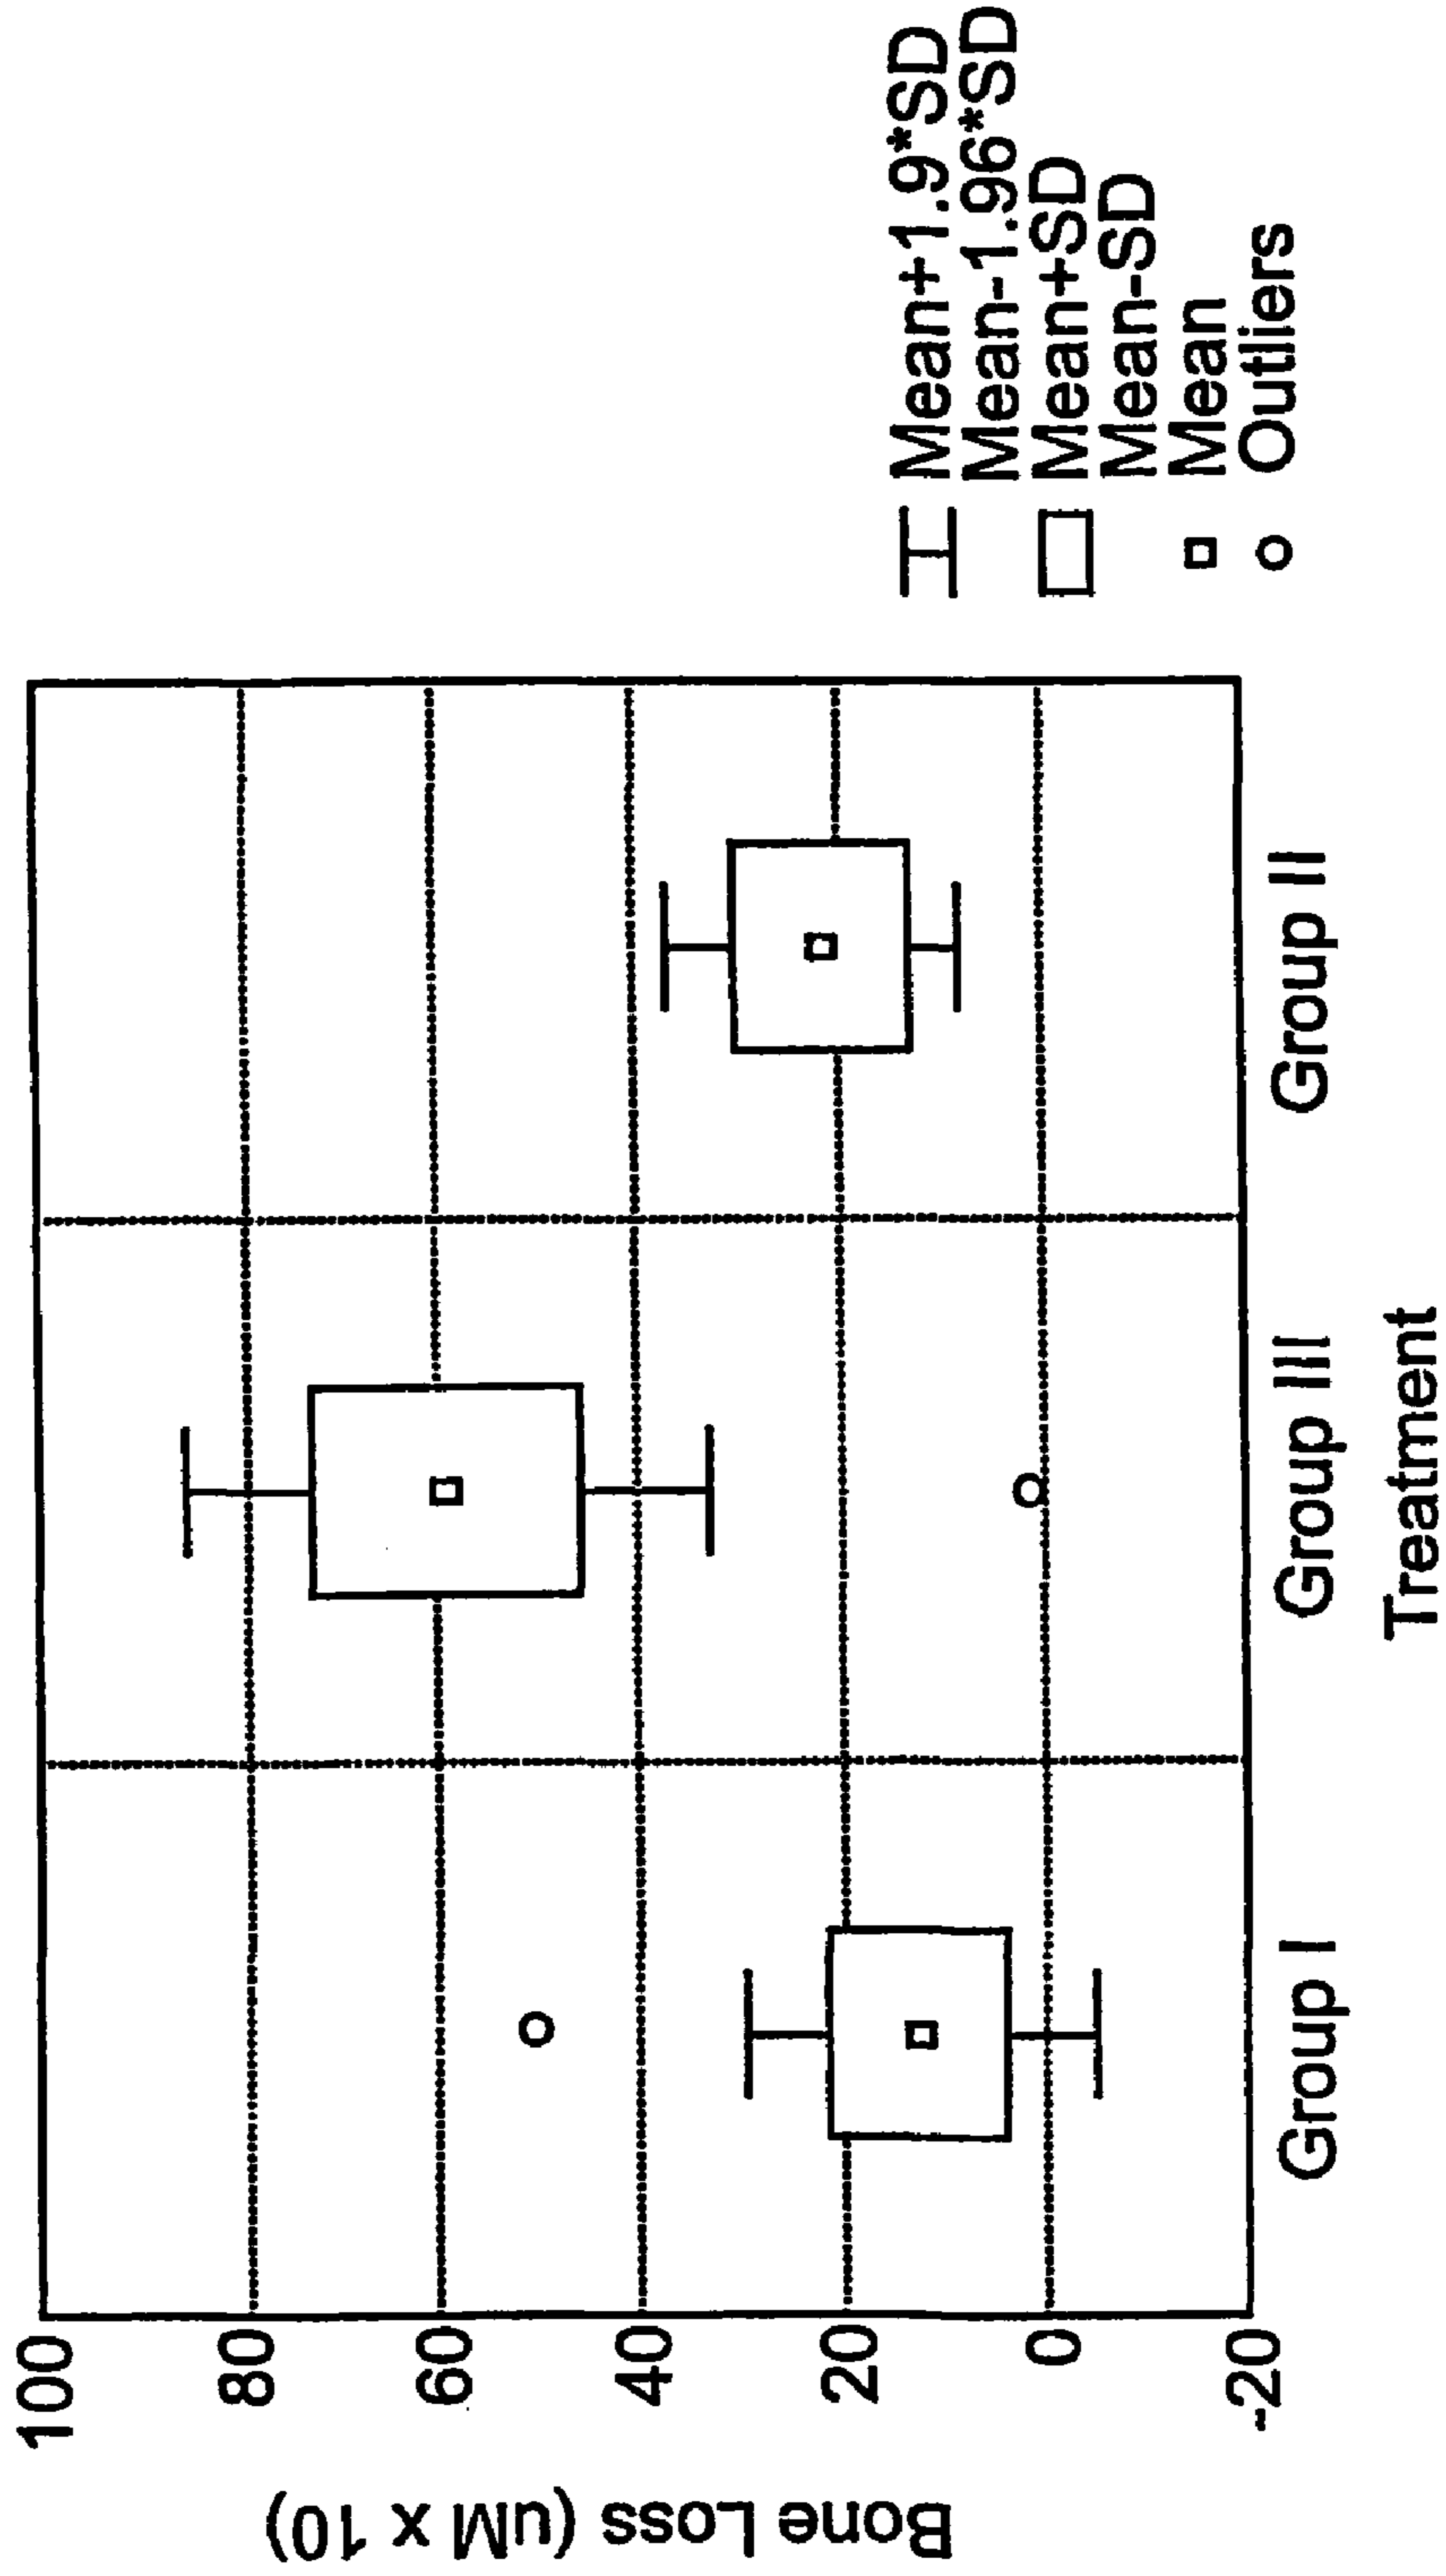 Bone Loss (uM x 10)
100
80
60
40
20
0
-20
Group I
Group III
Group II
Treatment
Mean+1.9*SD
Mean-1.96*SD
Mean+SD
Mean-SD
Mean
Outliers